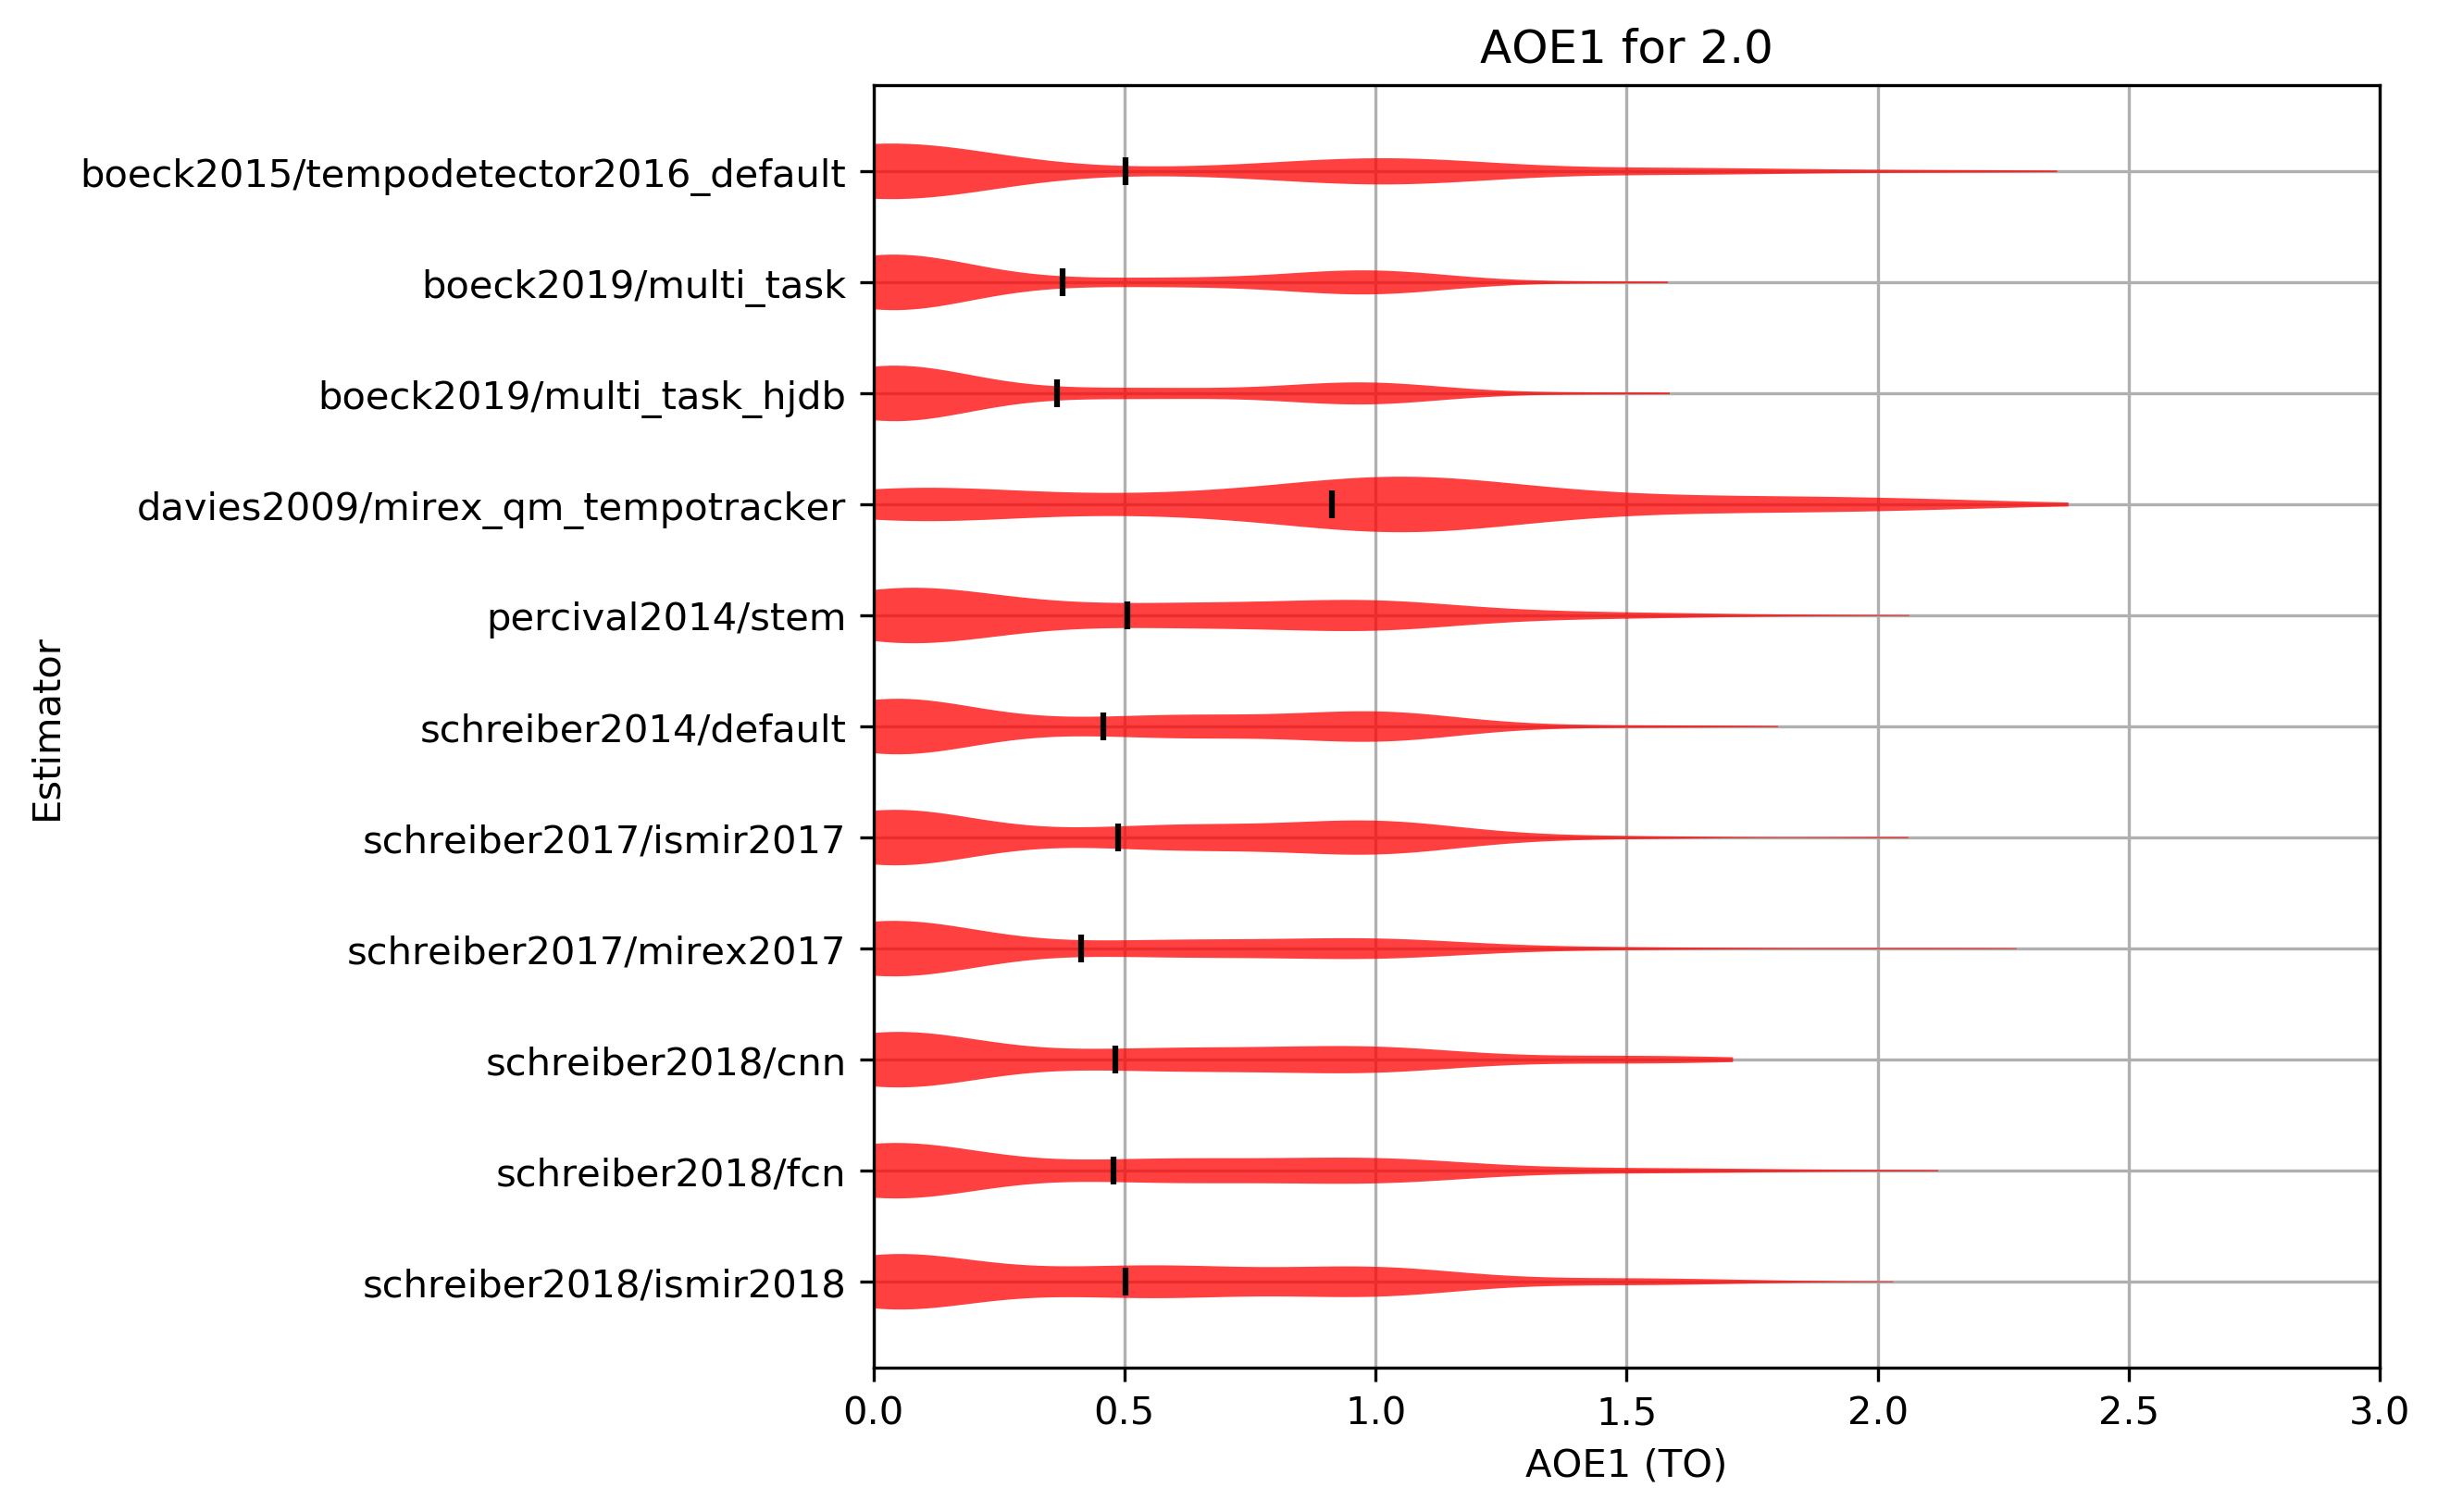 AOE1 for 2.0
boeck2015/tempodetector2016_default
boeck2019/multi_task
boeck2019/multi_task_hjdb
davies2009/mirex_qm_tempotracker
percival2014/stem
schreiber2014/default
schreiber2017/ismir2017
schreiber2017/mirex2017
schreiber2018/cnn
schreiber2018/fcn
schreiber2018/ismir2018
Estimator
0.0 0.5 1.0 1.5 2.0 2.5 3.0
AOE1 (TO)